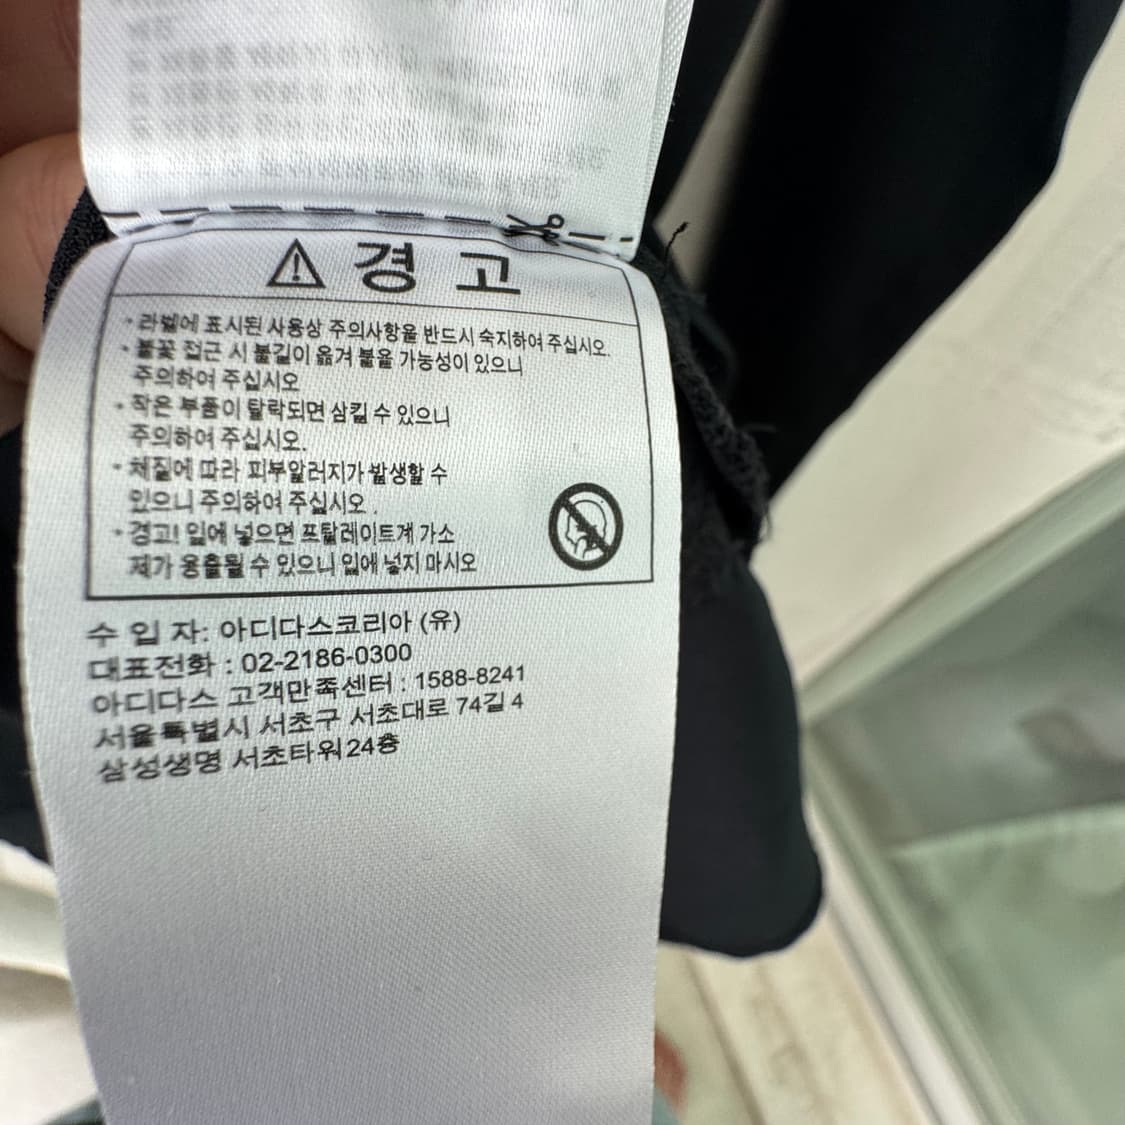 경고
• 라벨에 표시된 사용상 주의사항을 반드시 숙지하여 주십시오.
• 불꽃 접근 시 불길이 옮겨 붙을 가능성이 있으니
주의하여 주십시오
• 작은 부품이 탈락되면 삼킬 수 있으니
주의하여 주십시오.
• 체질에 따라 피부알러지가 발생할 수
있으니 주의하여 주십시오.
• 경고! 입에 넣으면 프탈레이트계 가소
제가 용출될 수 있으니 입에 넣지 마시오
수 입 자: 아디다스코리아 (유)
대표전화 : 02-2186-0300
아디다스 고객만족센터 : 1588-8241
서울특별시 서초구 서초대로 74길 4
삼성생명 서초타워24층